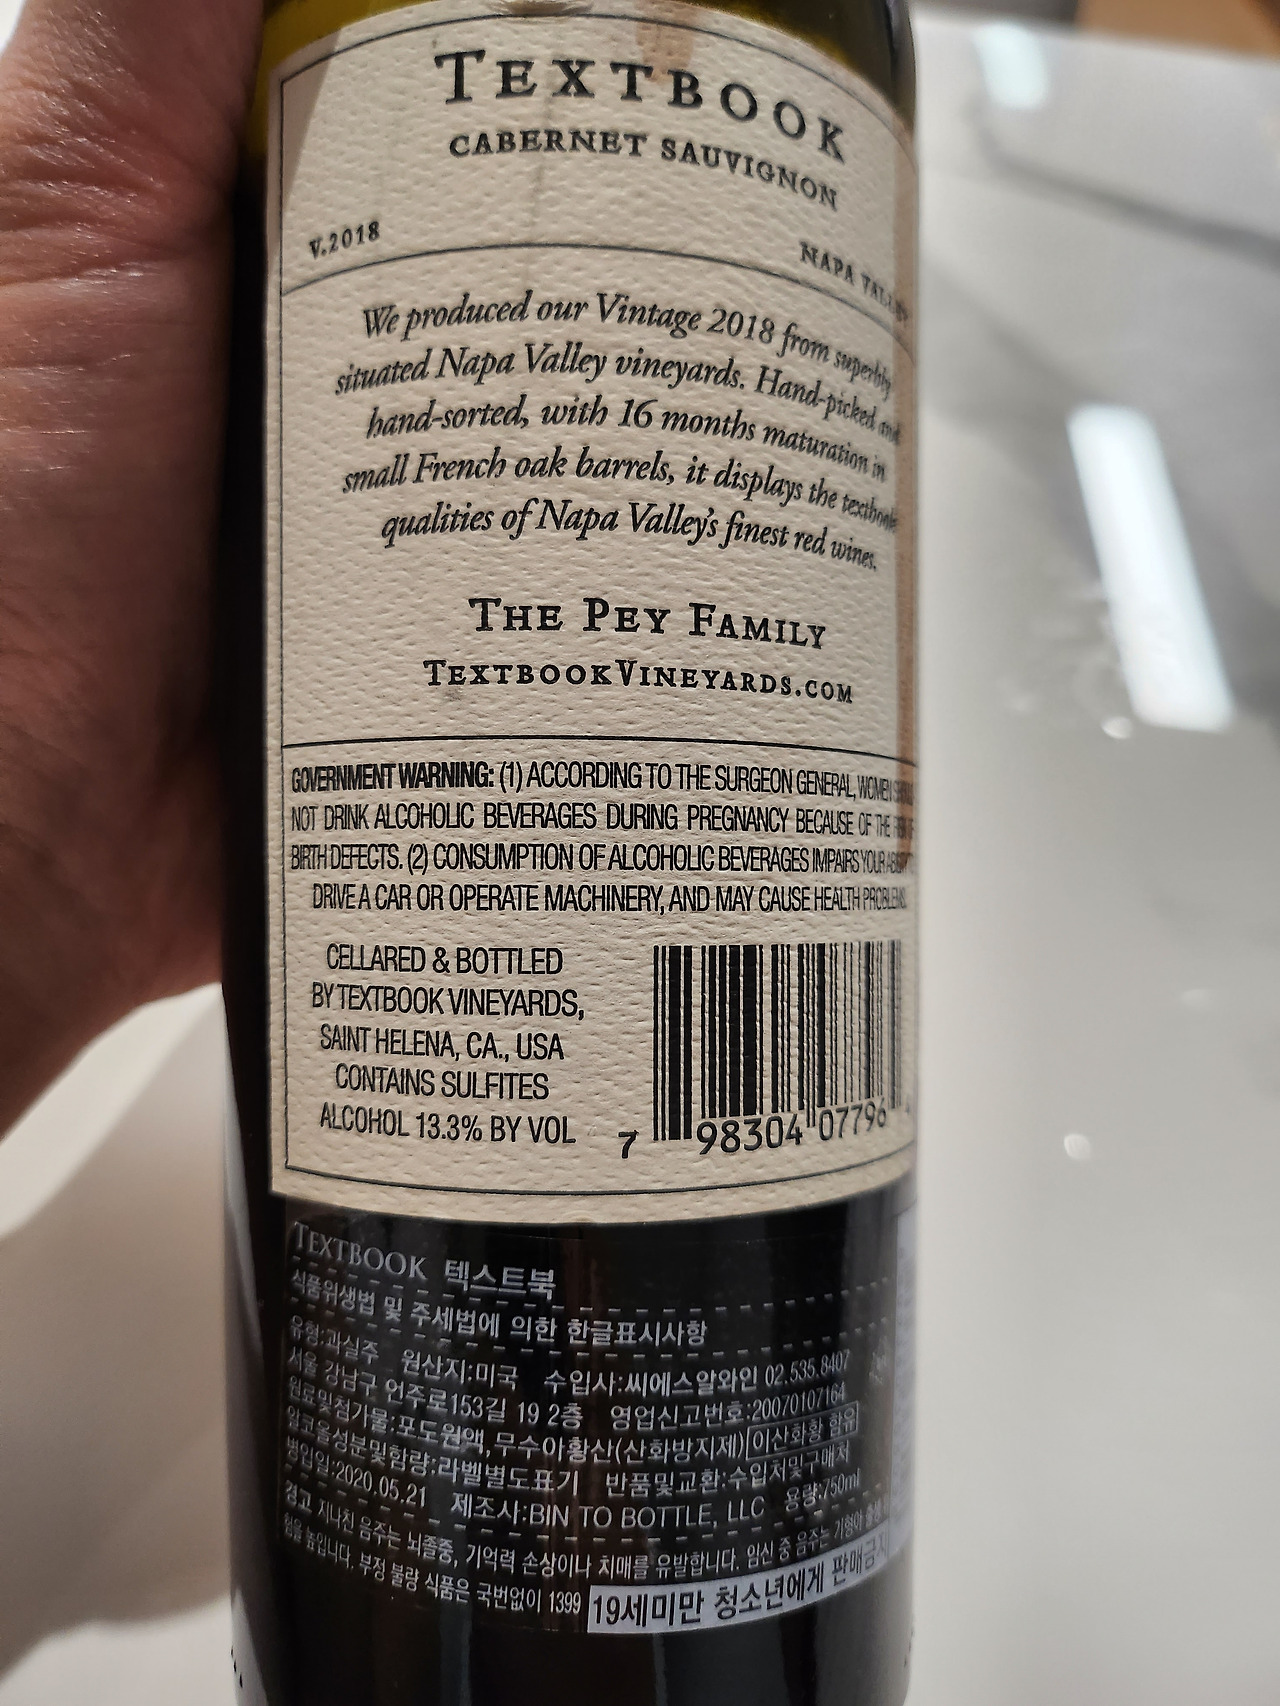 TEXTBOOK
CABERNET SAUVIGNON
V.2018
NAPA VALLEY
We produced our Vintage 2018 from superbly
situated Napa Valley vineyards. Hand-picked and
hand-sorted, with 16 months maturation in
small French oak barrels, it displays the textbook
qualities of Napa Valley's finest red wines.
THE PEY FAMILY
TEXTBOOKVINEYARDS.COM
GOVERNMENT WARNING: (1) ACCORDING TO THE SURGEON GENERAL, WOMEN SHOULD
NOT DRINK ALCOHOLIC BEVERAGES DURING PREGNANCY BECAUSE OF THE RISK OF
BIRTH DEFECTS. (2) CONSUMPTION OF ALCOHOLIC BEVERAGES IMPAIRS YOUR ABILITY TO
DRIVE A CAR OR OPERATE MACHINERY, AND MAY CAUSE HEALTH PROBLEMS.
CELLARED & BOTTLED
BY TEXTBOOK VINEYARDS,
SAINT HELENA, CA., USA
CONTAINS SULFITES
ALCOHOL 13.3% BY VOL
7 98304 07796
TEXTBOOK 텍스트북
식품위생법 및 주세법에 의한 한글표시사항
유형:과실주 원산지:미국 수입사:씨에스알와인 02.535.8407
서울 강남구 언주로153길 19 2층 영업신고번호:20070107164
원료및첨가물:포도원액,무수아황산(산화방지제) 이산화황 함유
알코올성분및함량:라벨별도표기 반품및교환:수입처및구매처
병입일:2020.05.21 제조사:BIN TO BOTTLE, LLC 용량:750ml
경고 지나친 음주는 뇌졸중, 기억력 손상이나 치매를 유발합니다. 임신 중 음주는 기형아 출생
험을 높입니다. 부정 불량 식품은 국번없이 1399 19세미만 청소년에게 판매금지